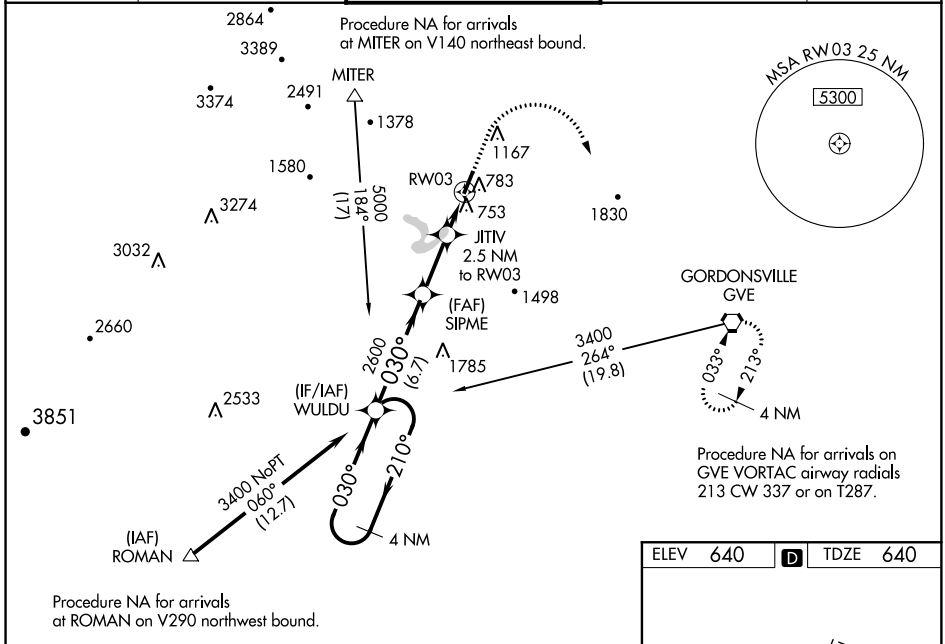 2864
Procedure NA for arrivals
at MITER on V140 northeast bound.
3389
MITER
MSA RW03 25 NM
5300
3374
2491
1378
1167
1580
RW03
783
753
5000
184°
(17)
1830
3274
JITIV
2.5 NM
to RW03
3032
GORDONSVILLE
GVE
1498
(FAF)
SIPME
2660
3400
264°
(19.8)
2600
030°
(6.7)
1785
033°
213°
4 NM
(IF/IAF)
WULDU
2533
3851
Procedure NA for arrivals on
GVE VORTAC airway radials
213 CW 337 or on T287.
3400 NoPT
060°
(12.7)
030°
210°
4 NM
(IAF)
ROMAN
ELEV 640 D TDZE 640
Procedure NA for arrivals
at ROMAN on V290 northwest bound.